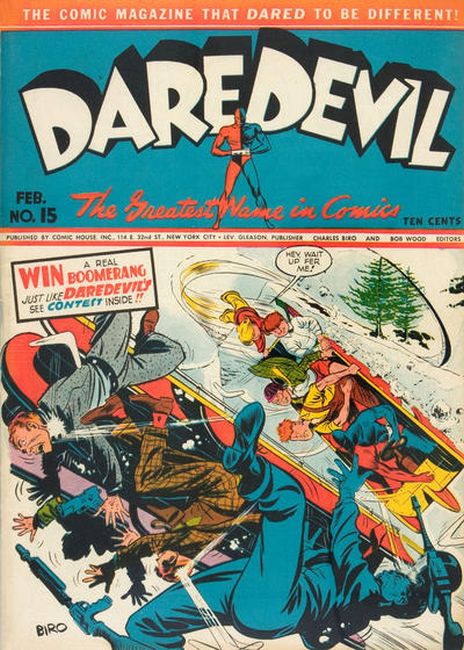 THE COMIC MAGAZINE THAT DARED TO BE DIFFERENT!
DAREDEVIL
FEB.
NO. 15
The Greatest Name in Comics
TEN CENTS
PUBLISHED BY COMIC HOUSE, INC., 114 E. 32nd ST., NEW YORK CITY - LEV. GLEASON, PUBLISHER CHARLES BIRO AND BOB WOOD EDITORS
WIN A REAL
BOOMERANG
JUST LIKE DAREDEVIL'S
SEE CONTEST INSIDE!!
HEY, WAIT
UP FER
ME!
BIRO